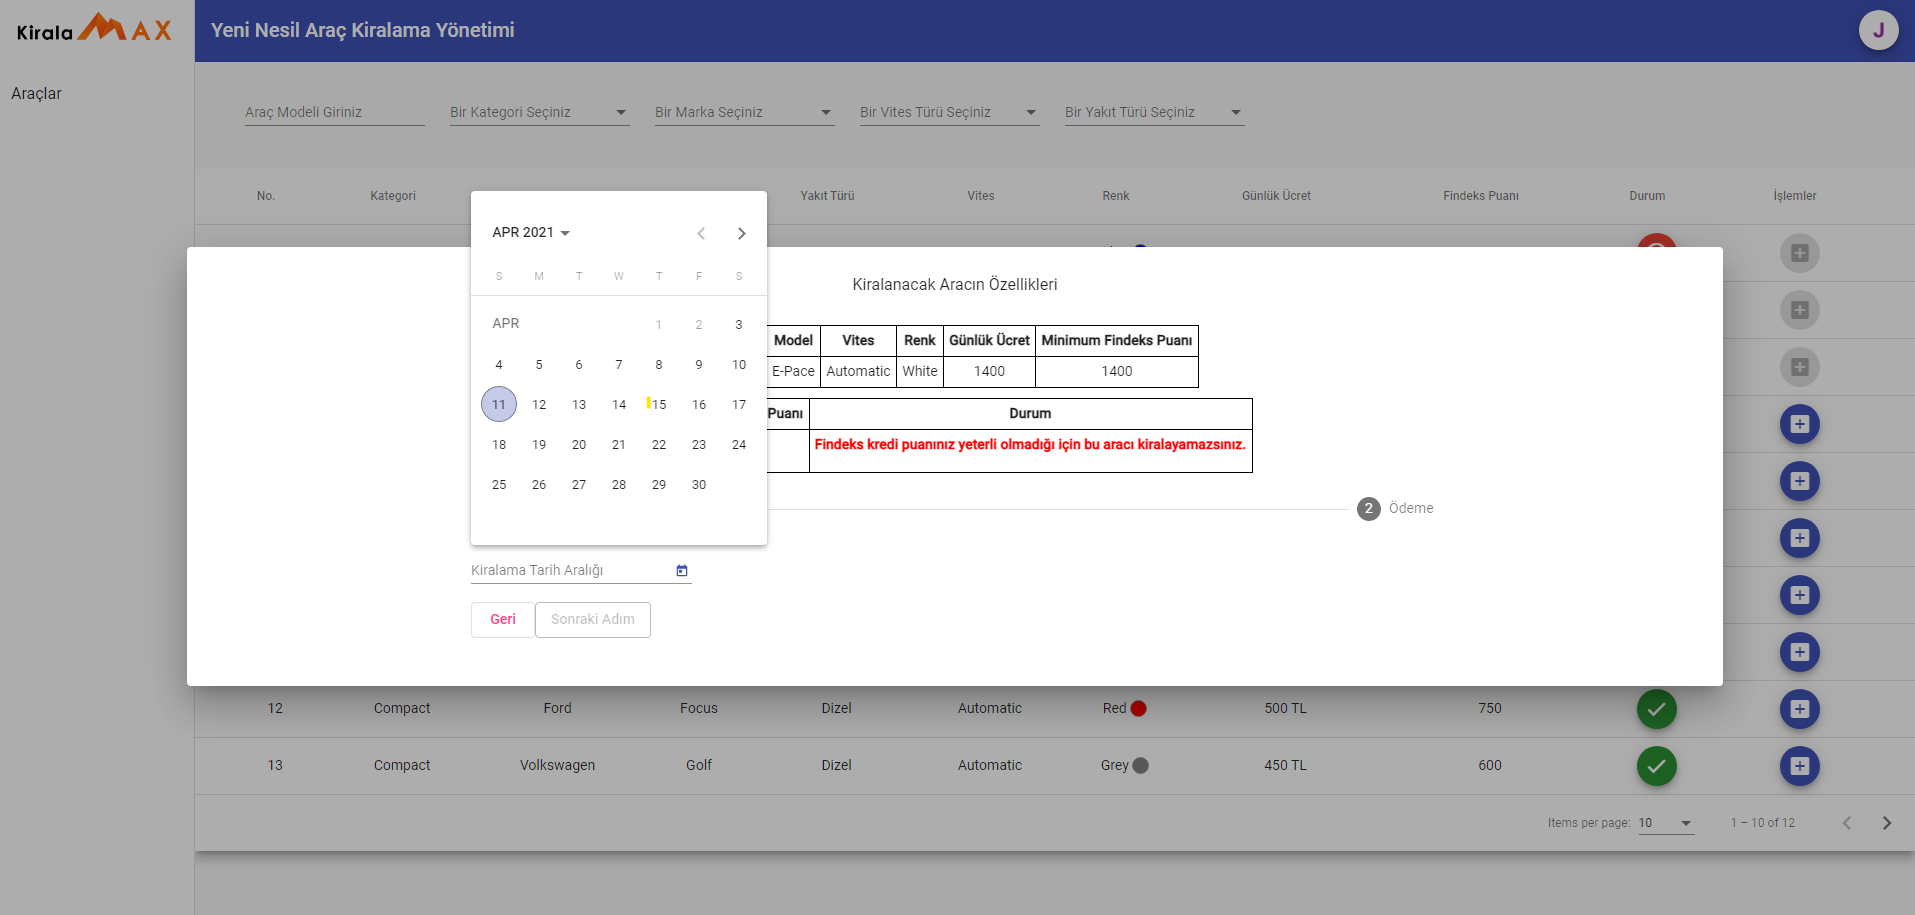 Kirala MAX
Yeni Nesil Araç Kiralama Yönetimi
J
Araçlar
Araç Modeli Giriniz Bir Kategori Seçiniz Bir Marka Seçiniz Bir Vites Türü Seçiniz Bir Yakıt Türü Seçiniz
No. Kategori Yakıt Türü Vites Renk Günlük Ücret Findeks Puanı Durum İşlemler
APR 2021
S M T W T F S
APR 1 2 3
4 5 6 7 8 9 10
11 12 13 14 15 16 17
18 19 20 21 22 23 24
25 26 27 28 29 30
Kiralanacak Aracın Özellikleri
Model Vites Renk Günlük Ücret Minimum Findeks Puanı
E-Pace Automatic White 1400 1400
Puanı Durum
Findeks kredi puanınız yeterli olmadığı için bu aracı kiralayamazsınız.
2 Ödeme
Kiralama Tarih Aralığı
Geri Sonraki Adım
12 Compact Ford Focus Dizel Automatic Red 500 TL 750
13 Compact Volkswagen Golf Dizel Automatic Grey 450 TL 600
Items per page: 10 1 – 10 of 12